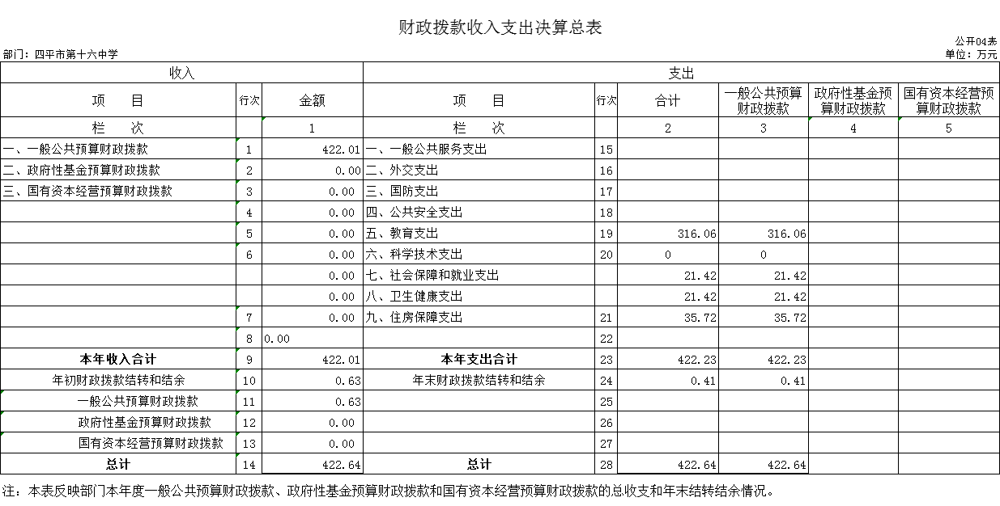 财政拨款收入支出决算总表
公开04表
部门：四平市第十六中学 单位：万元
收入 支出
项　　目 行次 金额 项　　目 行次 合计 一般公共预算财政拨款 政府性基金预算财政拨款 国有资本经营预算财政拨款
栏　　次 1 栏　　次 2 3 4 5
一、一般公共预算财政拨款 1 422.01 一、一般公共服务支出 15
二、政府性基金预算财政拨款 2 0.00 二、外交支出 16
三、国有资本经营预算财政拨款 3 0.00 三、国防支出 17
4 0.00 四、公共安全支出 18
5 0.00 五、教育支出 19 316.06 316.06
6 0.00 六、科学技术支出 20 0 0
0.00 七、社会保障和就业支出 21.42 21.42
0.00 八、卫生健康支出 21.42 21.42
7 0.00 九、住房保障支出 21 35.72 35.72
8 0.00 22
本年收入合计 9 422.01 本年支出合计 23 422.23 422.23
年初财政拨款结转和结余 10 0.63 年末财政拨款结转和结余 24 0.41 0.41
一般公共预算财政拨款 11 0.63 25
政府性基金预算财政拨款 12 0.00 26
国有资本经营预算财政拨款 13 0.00 27
总计 14 422.64 总计 28 422.64 422.64
注：本表反映部门本年度一般公共预算财政拨款、政府性基金预算财政拨款和国有资本经营预算财政拨款的总收支和年末结转结余情况。